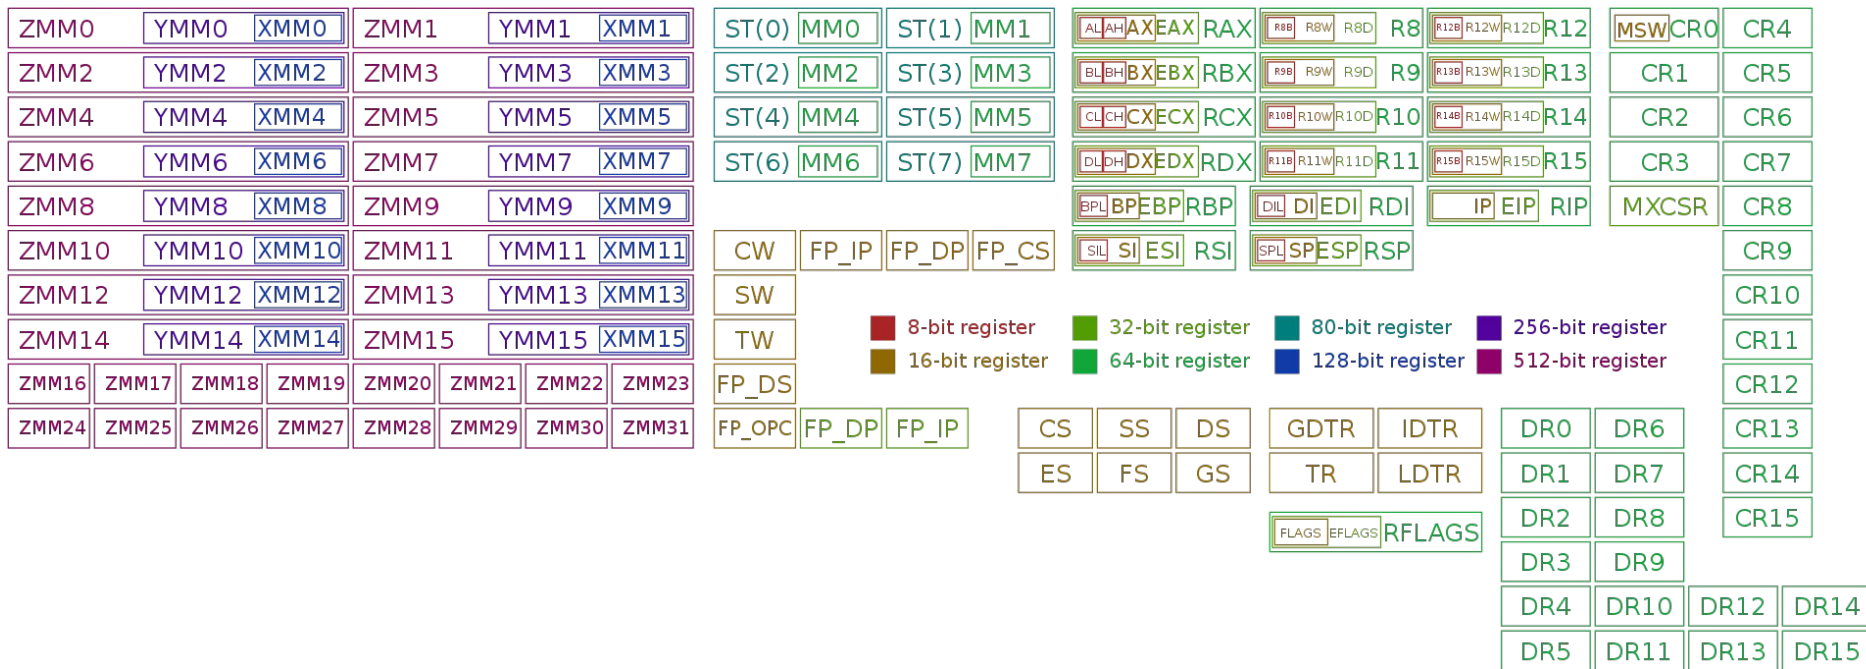 ZMM0 YMM0 XMM0 ZMM1 YMM1 XMM1 ST(0) MM0 ST(1) MM1 AL AH AX EAX RAX R8B R8W R8D R8 R12B R12W R12D R12 MSW CR0 CR4
ZMM2 YMM2 XMM2 ZMM3 YMM3 XMM3 ST(2) MM2 ST(3) MM3 BL BH BX EBX RBX R9B R9W R9D R9 R13B R13W R13D R13 CR1 CR5
ZMM4 YMM4 XMM4 ZMM5 YMM5 XMM5 ST(4) MM4 ST(5) MM5 CL CH CX ECX RCX R10B R10W R10D R10 R14B R14W R14D R14 CR2 CR6
ZMM6 YMM6 XMM6 ZMM7 YMM7 XMM7 ST(6) MM6 ST(7) MM7 DL DH DX EDX RDX R11B R11W R11D R11 R15B R15W R15D R15 CR3 CR7
ZMM8 YMM8 XMM8 ZMM9 YMM9 XMM9 BPL BP EBP RBP DIL DI EDI RDI IP EIP RIP MXCSR CR8
ZMM10 YMM10 XMM10 ZMM11 YMM11 XMM11 CW FP_IP FP_DP FP_CS SIL SI ESI RSI SPL SP ESP RSP CR9
ZMM12 YMM12 XMM12 ZMM13 YMM13 XMM13 SW CR10
8-bit register 32-bit register 80-bit register 256-bit register
ZMM14 YMM14 XMM14 ZMM15 YMM15 XMM15 TW CR11
16-bit register 64-bit register 128-bit register 512-bit register
ZMM16 ZMM17 ZMM18 ZMM19 ZMM20 ZMM21 ZMM22 ZMM23 FP_DS CR12
ZMM24 ZMM25 ZMM26 ZMM27 ZMM28 ZMM29 ZMM30 ZMM31 FP_OPC FP_DP FP_IP CS SS DS GDTR IDTR DR0 DR6 CR13
ES FS GS TR LDTR DR1 DR7 CR14
DR2 DR8 CR15
FLAGS EFLAGS RFLAGS
DR3 DR9
DR4 DR10 DR12 DR14
DR5 DR11 DR13 DR15